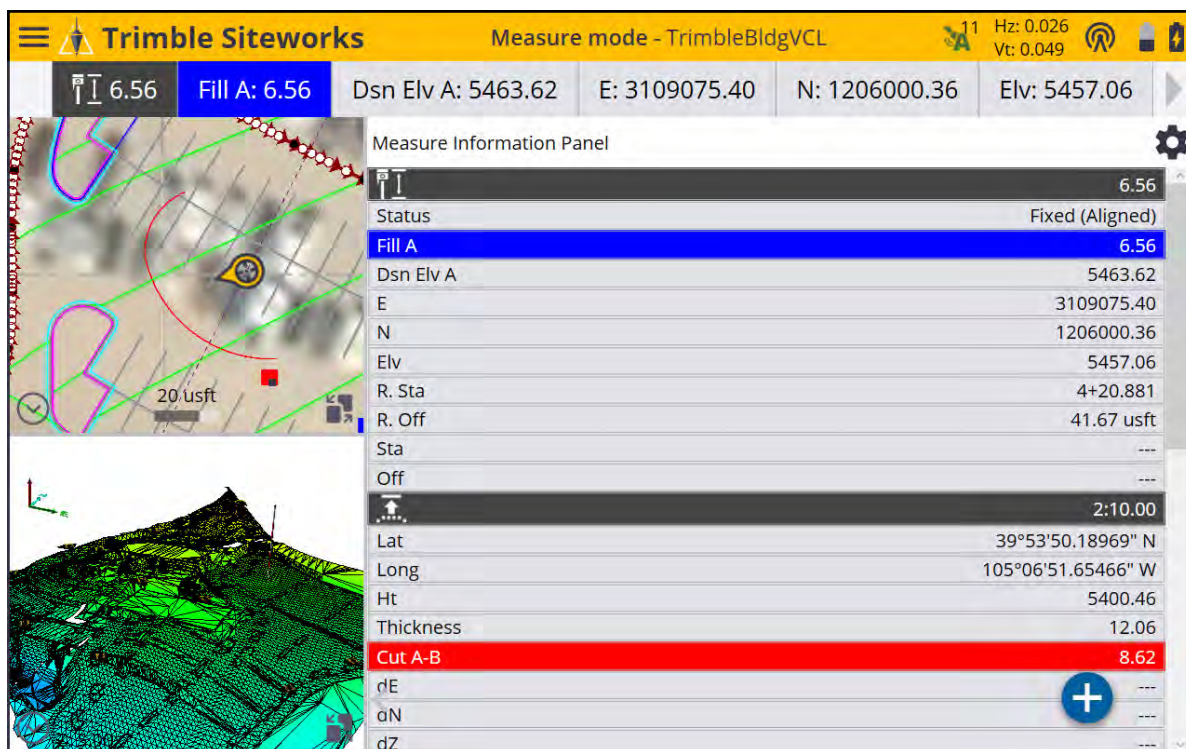 Trimble Siteworks
Measure mode - TrimbleBldgVCL
11
Hz: 0.026
Vt: 0.049
6.56
Fill A: 6.56
Dsn Elv A: 5463.62
E: 3109075.40
N: 1206000.36
Elv: 5457.06
20 usft
Measure Information Panel
6.56
Status Fixed (Aligned)
Fill A 6.56
Dsn Elv A 5463.62
E 3109075.40
N 1206000.36
Elv 5457.06
R. Sta 4+20.881
R. Off 41.67 usft
Sta ---
Off ---
2:10.00
Lat 39°53'50.18969" N
Long 105°06'51.65466" W
Ht 5400.46
Thickness 12.06
Cut A-B 8.62
dE ---
dN ---
dZ ---